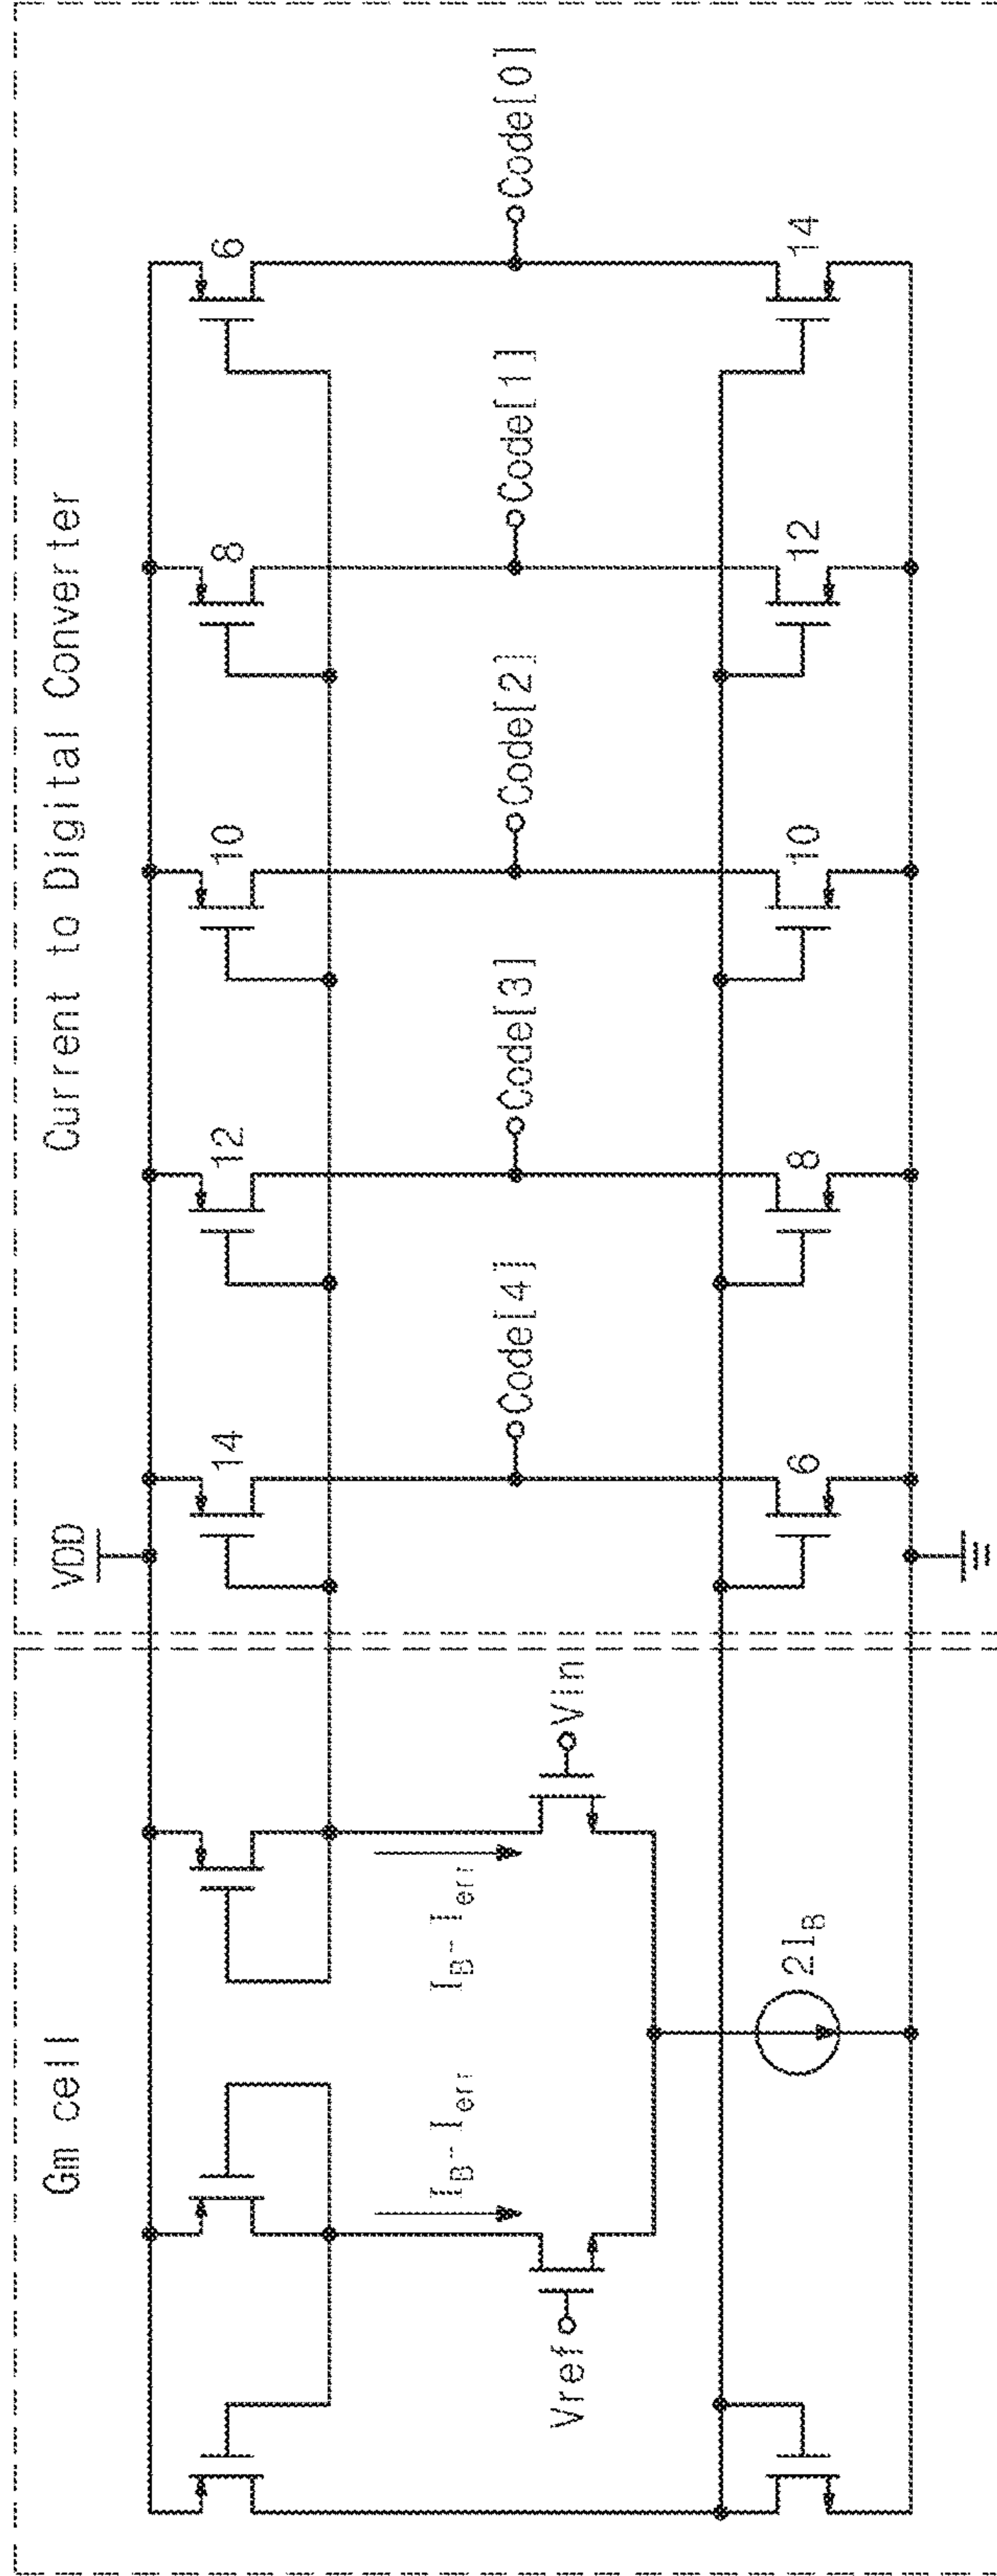 Gm cell
Current to Digital Converter
VDD
14
12
10
8
6
I_B-I_err
I_B-I_err
Code[4]
Code[3]
Code[2]
Code[1]
Code[0]
Vref
Vin
2I_B
6
8
10
12
14